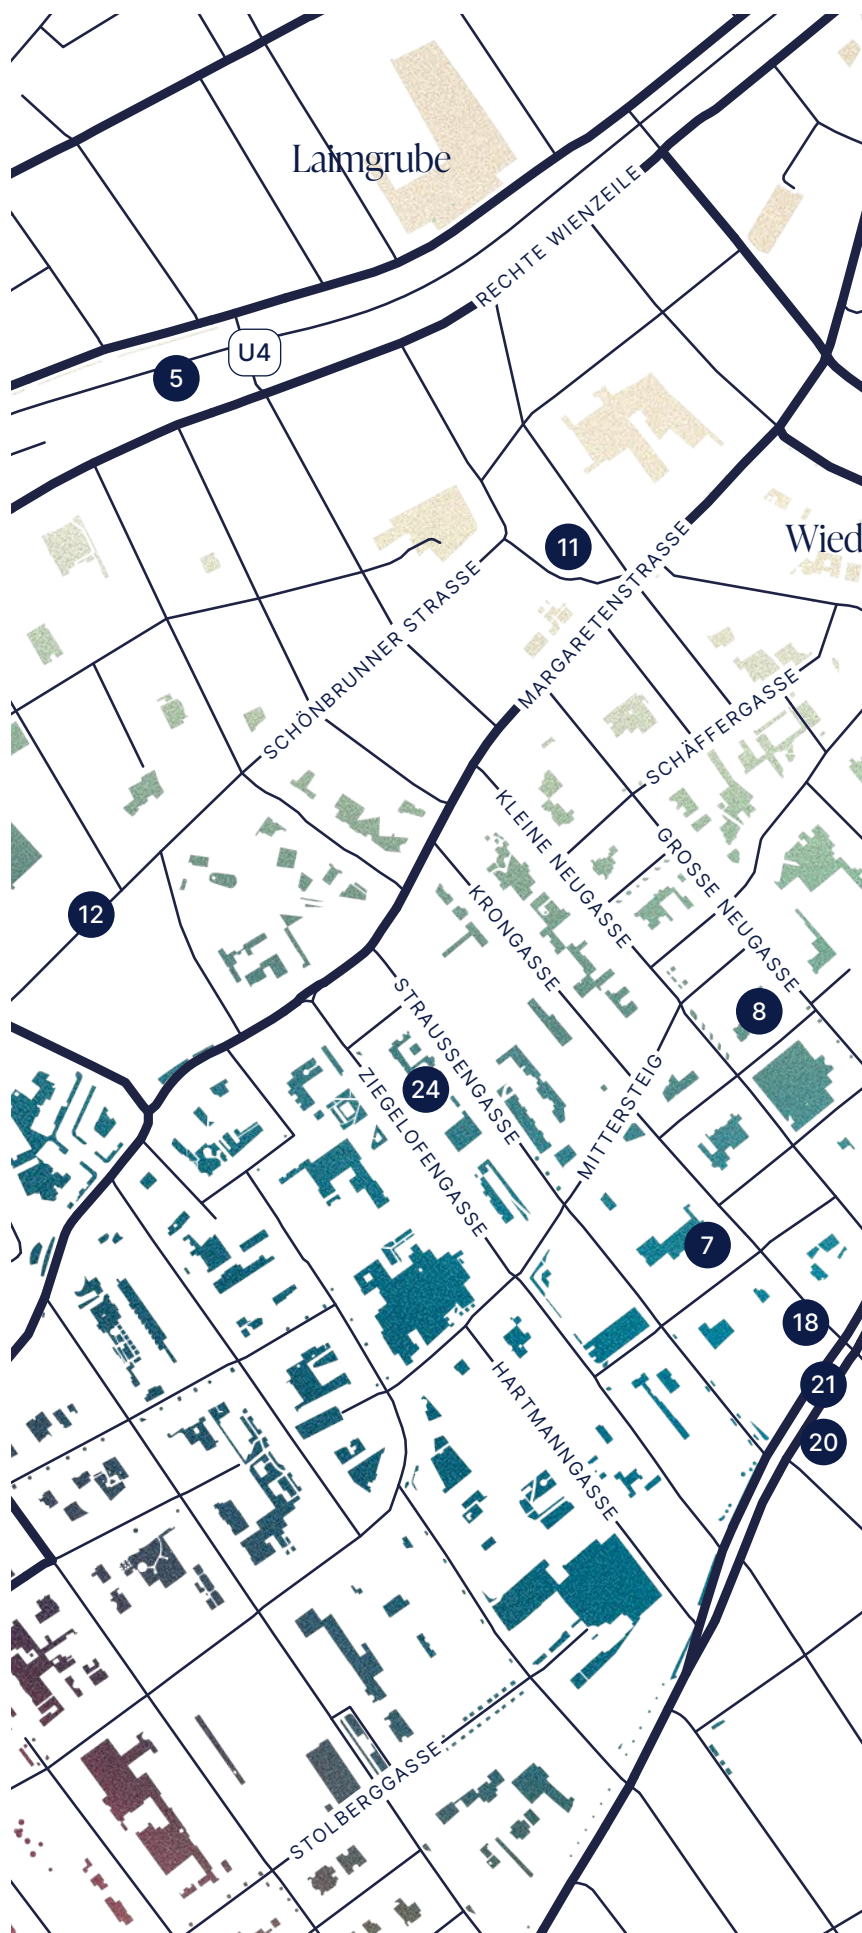 Laimgrube
RECHTE WIENZEILE
U4
5
Wied
11
SCHÖNBRUNNER STRASSE
MARGARETENSTRASSE
SCHÄFFERGASSE
KLEINE NEUGASSE
GROSSE NEUGASSE
KRONGASSE
12
STRAUSSENGASSE
8
ZIEGELOFENGASSE
24
MITTERSTEIG
7
18
HARTMANNGASSE
21
20
STOLBERGGASSE